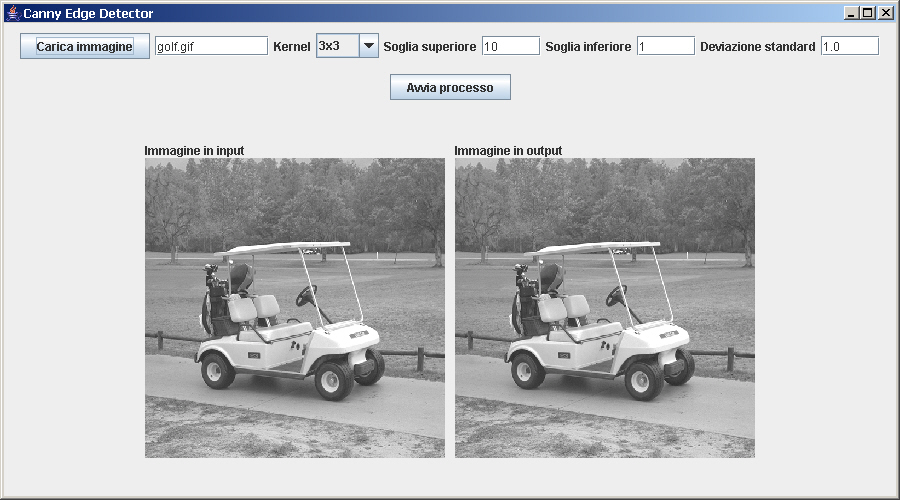 Canny Edge Detector
Carica immagine golf.gif Kernel 3x3 Soglia superiore 10 Soglia inferiore 1 Deviazione standard 1.0
Avvia processo
Immagine in input Immagine in output